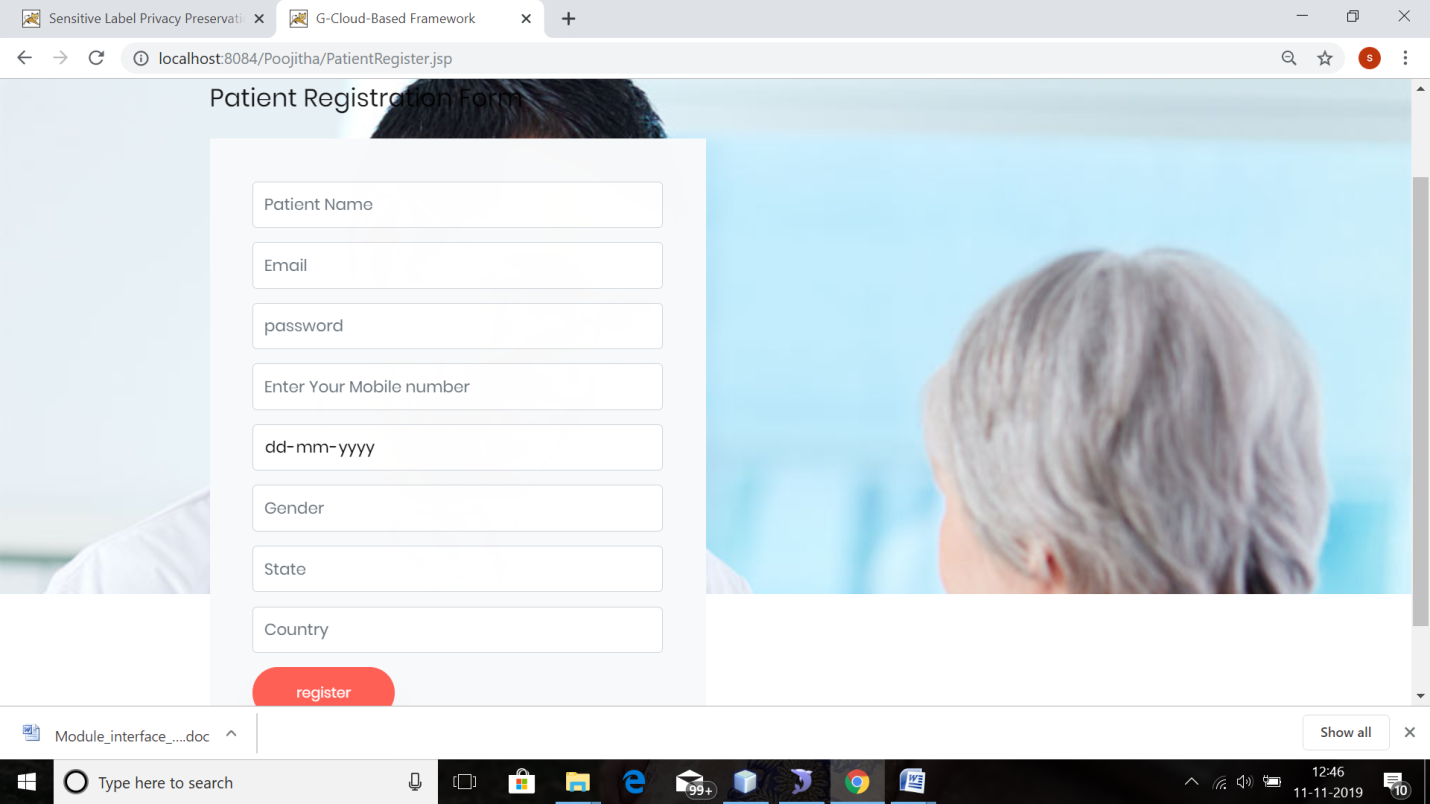 Sensitive Label Privacy Preservati
G-Cloud-Based Framework
localhost:8084/Poojitha/PatientRegister.jsp
s
Patient Registration Form
Patient Name
Email
password
Enter Your Mobile number
dd-mm-yyyy
Gender
State
Country
register
Module_interface_....doc
Show all
Type here to search
99+
12:46
11-11-2019
10